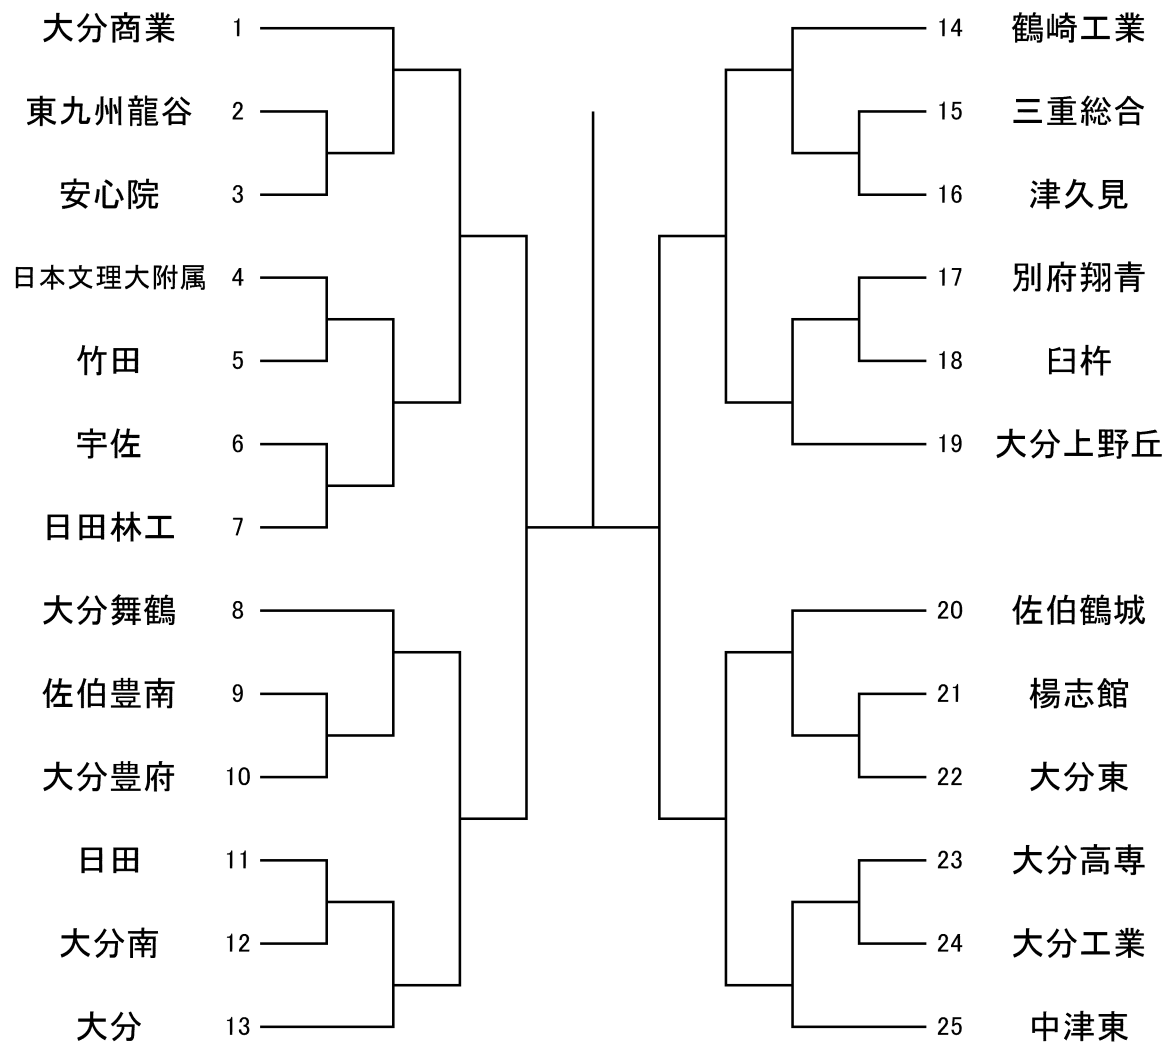 大分商業 1
東九州龍谷 2
安心院 3
日本文理大附属 4
竹田 5
宇佐 6
日田林工 7
大分舞鶴 8
佐伯豊南 9
大分豊府 10
日田 11
大分南 12
大分 13
14 鶴崎工業
15 三重総合
16 津久見
17 別府翔青
18 臼杵
19 大分上野丘
20 佐伯鶴城
21 楊志館
22 大分東
23 大分高専
24 大分工業
25 中津東